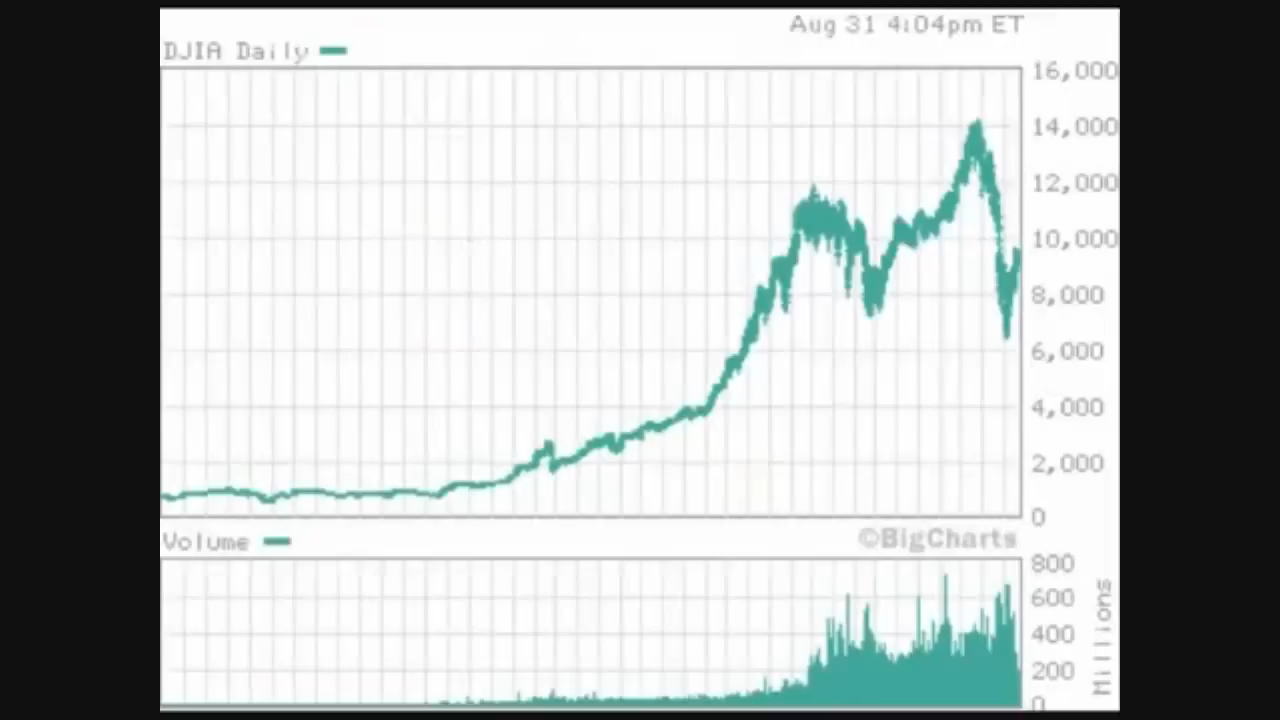 Aug 31 4:04pm ET
DJIA Daily
16,000
14,000
12,000
10,000
8,000
6,000
4,000
2,000
0
Volume
©BigCharts
800
600
400
200
0
Millions